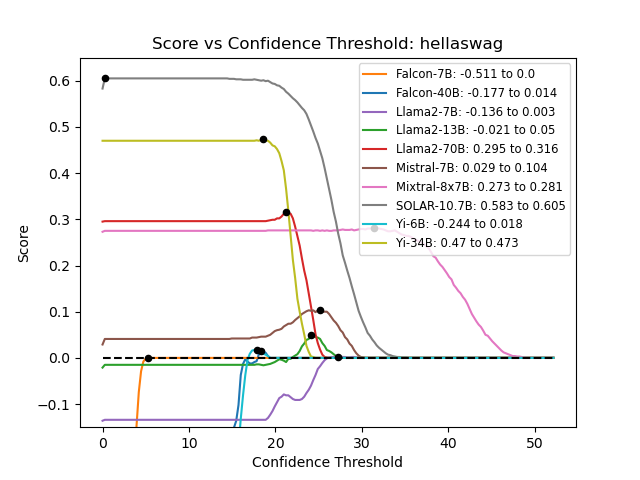 Score vs Confidence Threshold: hellaswag
Score
0.6
0.5
0.4
0.3
0.2
0.1
0.0
−0.1
Falcon-7B: -0.511 to 0.0
Falcon-40B: -0.177 to 0.014
Llama2-7B: -0.136 to 0.003
Llama2-13B: -0.021 to 0.05
Llama2-70B: 0.295 to 0.316
Mistral-7B: 0.029 to 0.104
Mixtral-8x7B: 0.273 to 0.281
SOLAR-10.7B: 0.583 to 0.605
Yi-6B: -0.244 to 0.018
Yi-34B: 0.47 to 0.473
0 10 20 30 40 50
Confidence Threshold